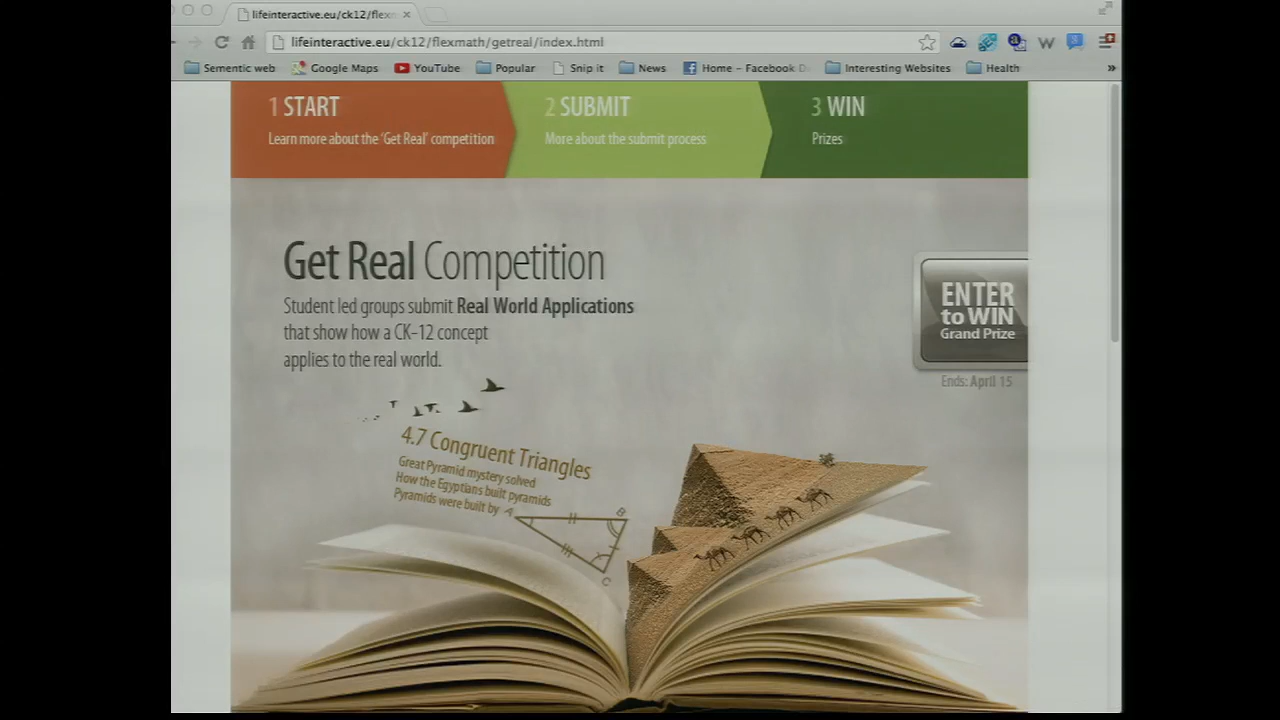 lifeinteractive.eu/ck12/flex
lifeinteractive.eu/ck12/flexmath/getreal/index.html
Sementic web
Google Maps
YouTube
Popular
Snip it
News
Home – Facebook
Interesting Websites
Health
1 START
Learn more about the 'Get Real' competition
2 SUBMIT
More about the submit process
3 WIN
Prizes
Get Real Competition
Student led groups submit Real World Applications
that show how a CK-12 concept
applies to the real world.
ENTER
to WIN
Grand Prize
Ends: April 15
4.7 Congruent Triangles
Great Pyramid mystery solved
How the Egyptians built pyramids
Pyramids were built by
A
B
C